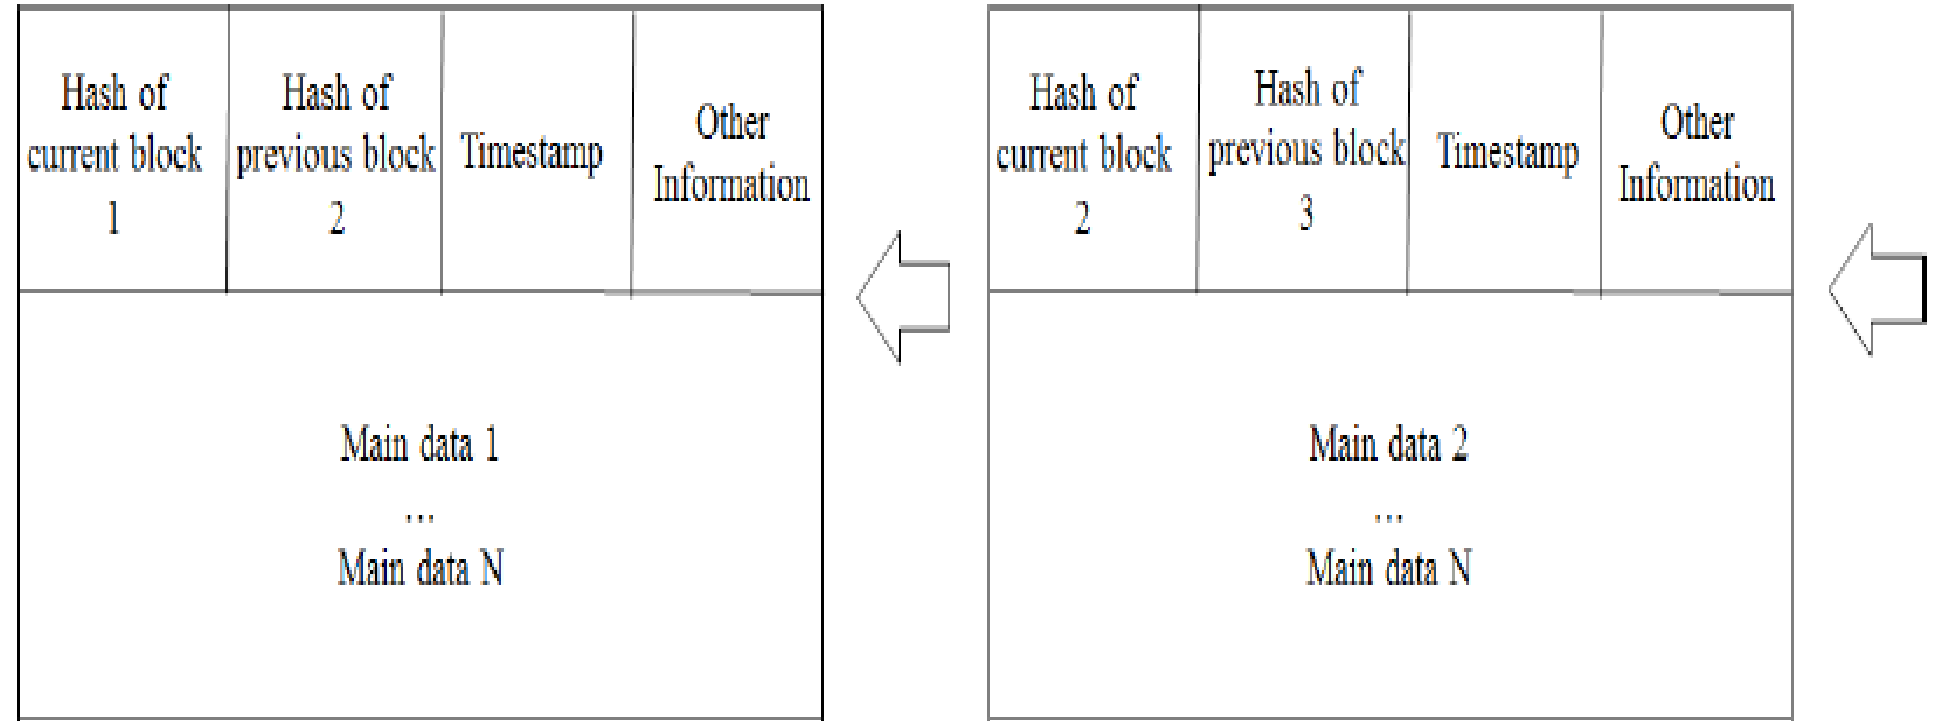 Hash of
current block
1
Hash of
previous block
2
Timestamp
Other
Information
Main data 1
...
Main data N
Hash of
current block
2
Hash of
previous block
3
Timestamp
Other
Information
Main data 2
...
Main data N